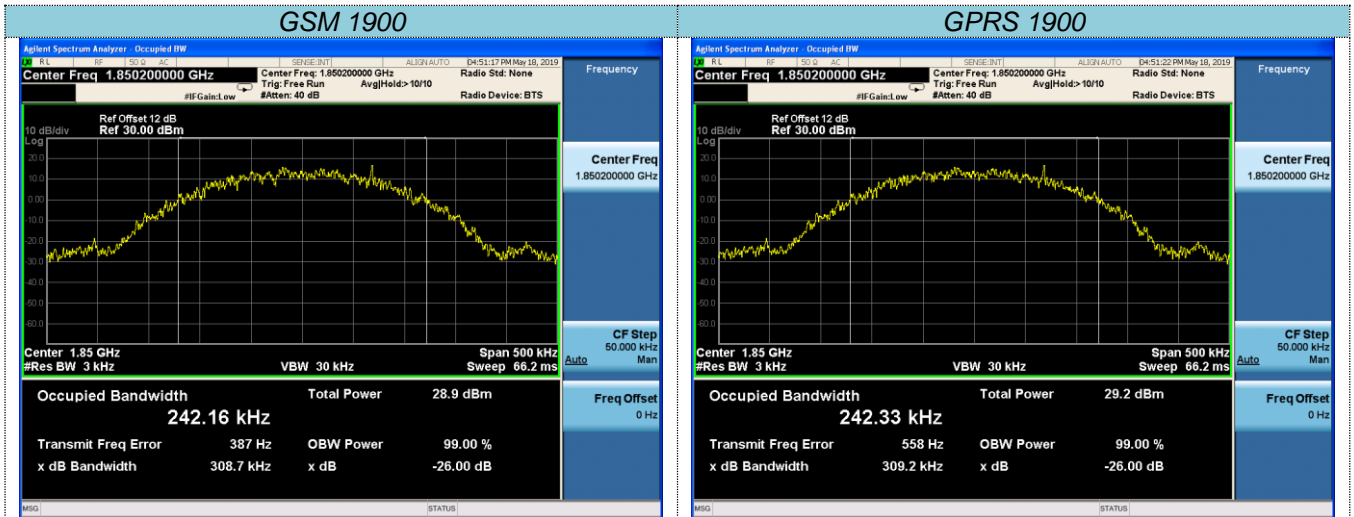 GSM 1900
Agilent Spectrum Analyzer - Occupied BW
LXI RL RF 50 Ω AC SENSE:INT ALIGN AUTO 04:51:17 PM May 18, 2019
Center Freq 1.850200000 GHz
Center Freq: 1.850200000 GHz Radio Std: None
Trig: Free Run Avg|Hold:> 10/10
#IFGain:Low #Atten: 40 dB Radio Device: BTS
Frequency
Ref Offset 12 dB
10 dB/div Ref 30.00 dBm
Log
20.0
10.0
0.00
-10.0
-20.0
-30.0
-40.0
-50.0
-60.0
Center 1.85 GHz Span 500 kHz
#Res BW 3 kHz VBW 30 kHz Sweep 66.2 ms
Center Freq
1.850200000 GHz
CF Step
50.000 kHz
Auto Man
Freq Offset
0 Hz
Occupied Bandwidth Total Power 28.9 dBm
242.16 kHz
Transmit Freq Error 387 Hz OBW Power 99.00 %
x dB Bandwidth 308.7 kHz x dB -26.00 dB
MSG STATUS
GPRS 1900
Agilent Spectrum Analyzer - Occupied BW
LXI RL RF 50 Ω AC SENSE:INT ALIGN AUTO 04:51:22 PM May 18, 2019
Center Freq 1.850200000 GHz
Center Freq: 1.850200000 GHz Radio Std: None
Trig: Free Run Avg|Hold:> 10/10
#IFGain:Low #Atten: 40 dB Radio Device: BTS
Frequency
Ref Offset 12 dB
10 dB/div Ref 30.00 dBm
Log
20.0
10.0
0.00
-10.0
-20.0
-30.0
-40.0
-50.0
-60.0
Center 1.85 GHz Span 500 kHz
#Res BW 3 kHz VBW 30 kHz Sweep 66.2 ms
Center Freq
1.850200000 GHz
CF Step
50.000 kHz
Auto Man
Freq Offset
0 Hz
Occupied Bandwidth Total Power 29.2 dBm
242.33 kHz
Transmit Freq Error 558 Hz OBW Power 99.00 %
x dB Bandwidth 309.2 kHz x dB -26.00 dB
MSG STATUS